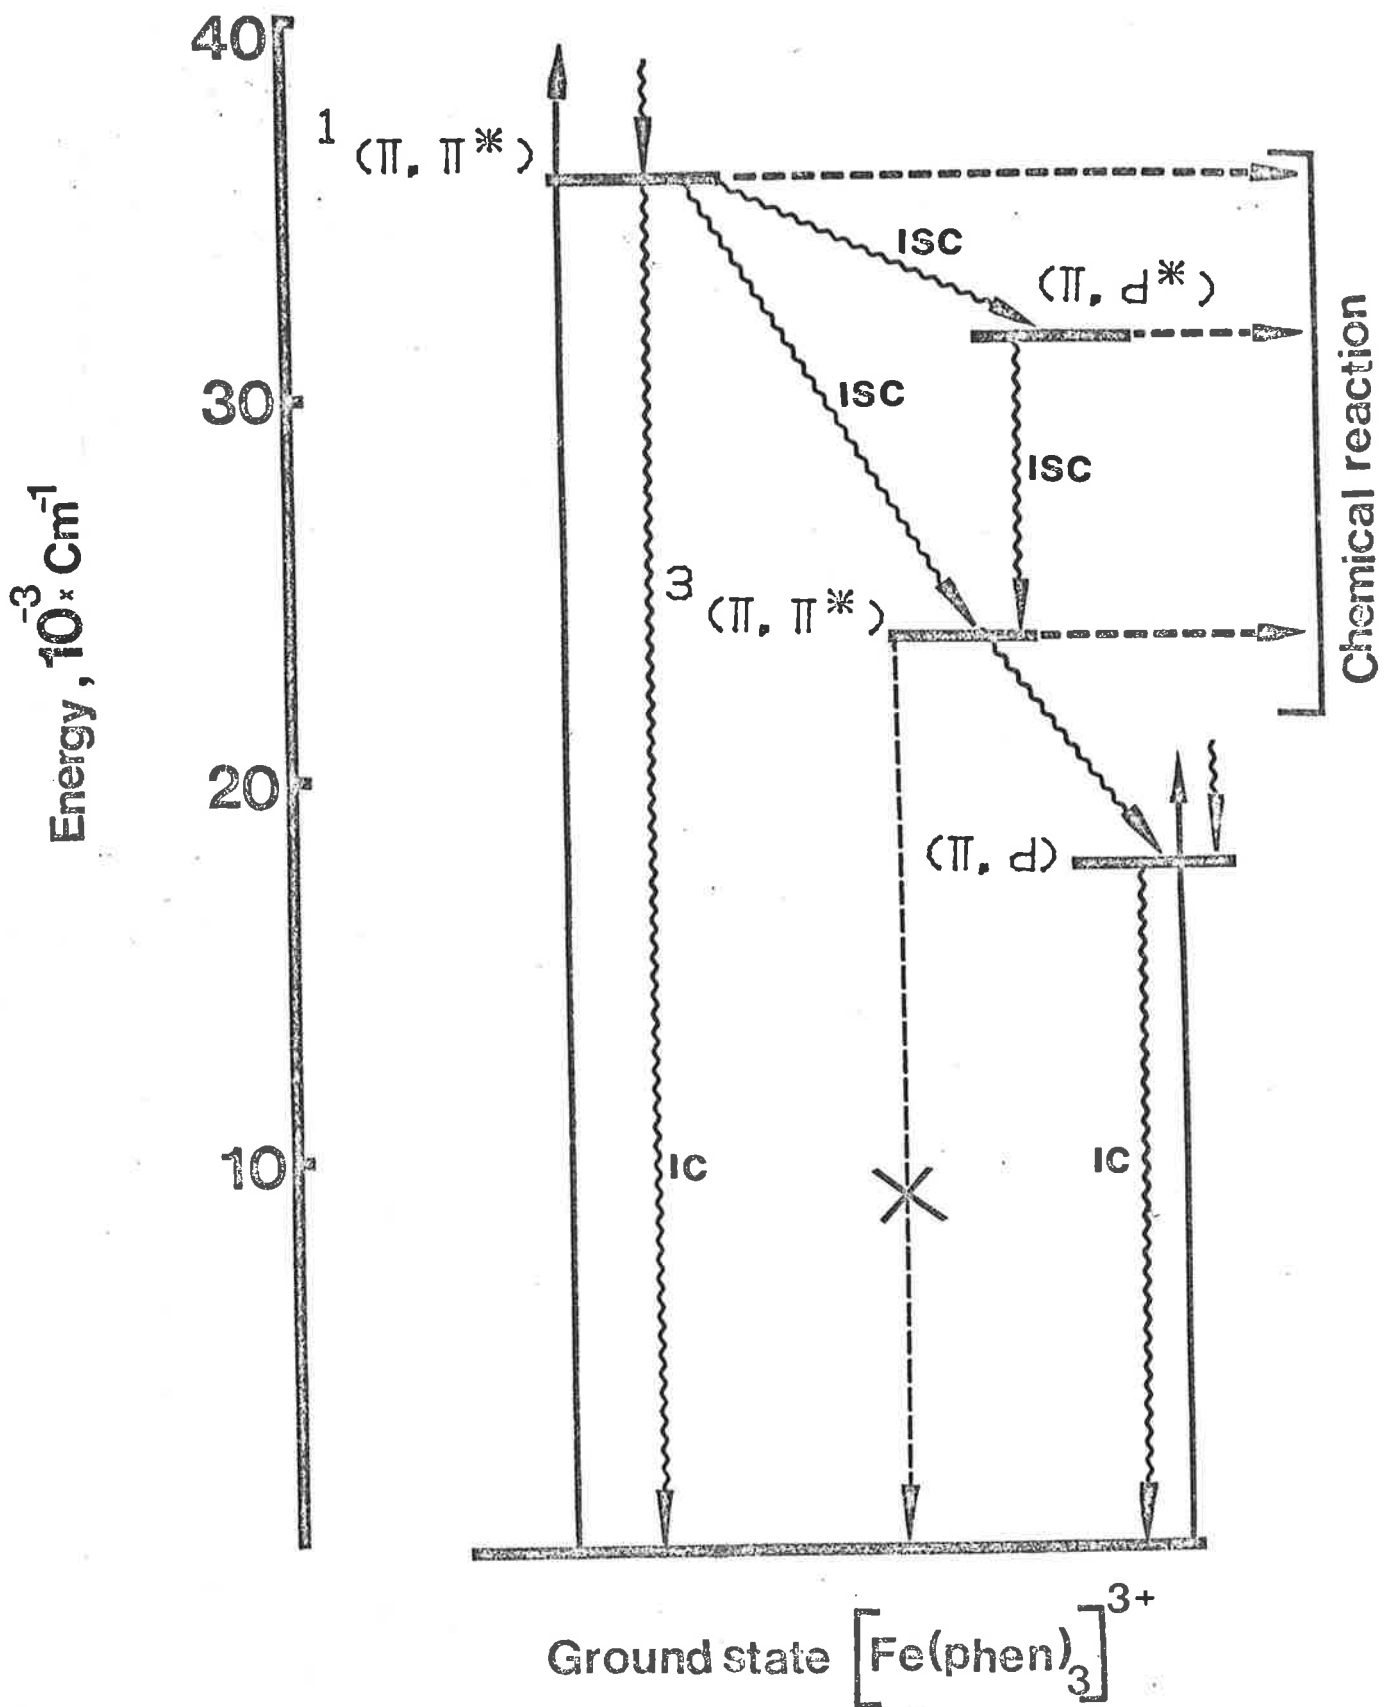 40
1 (π, π*)
ISC
(π, d*)
30
ISC
ISC
Chemical reaction
Energy, 10⁻³ × Cm⁻¹
3 (π, π*)
20
(π, d)
10
IC
IC
Ground state [Fe(phen)₃]³⁺